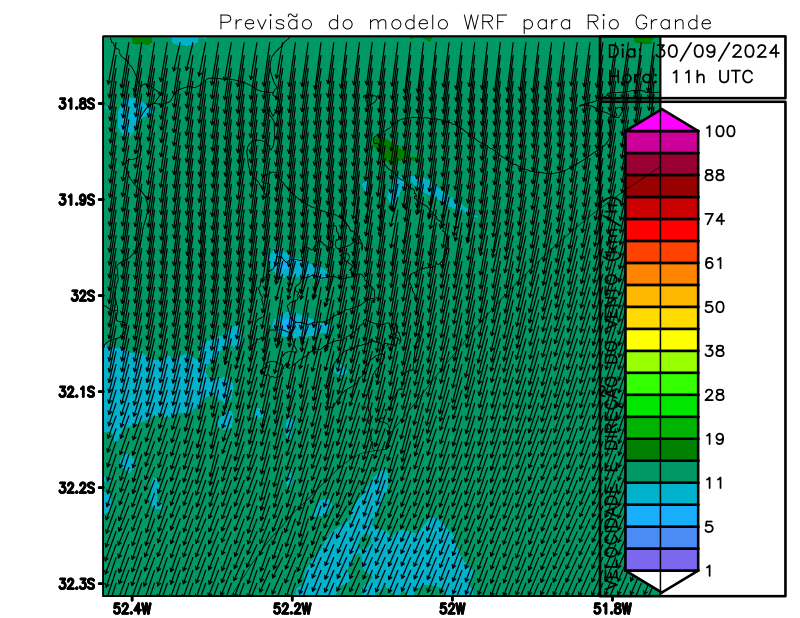 Previsão do modelo WRF para Rio Grande
Dia: 30/09/2024
Hora: 11h UTC
31.8S
31.9S
32S
32.1S
32.2S
32.3S
52.4W
52.2W
52W
51.8W
VELOCIDADE E DIREÇÃO DO VENTO (km/h)
100
88
74
61
50
38
28
19
11
5
1